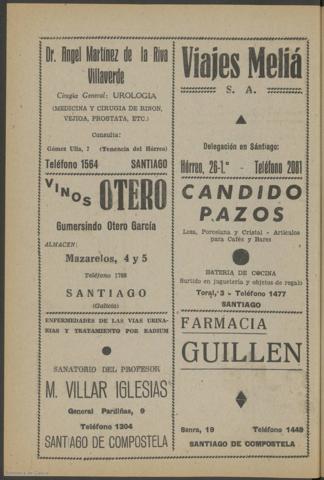 Dr. Angel Martínez de la Riva
Villaverde
Cirugía General: UROLOGIA
(MEDICINA Y CIRUGIA DE RIÑON,
VEJIGA, PROSTATA, ETC.)
Consulta:
Gómez Ulla, 7 (Tenencia del Hórreo)
Teléfono 1564 SANTIAGO
VINOS OTERO
Gumersindo Otero García
ALMACEN:
Mazarelos, 4 y 5
Teléfono 1788
SANTIAGO
(Galicia)
ENFERMEDADES DE LAS VIAS URINA-
RIAS Y TRATAMIENTO POR RADIUM
SANATORIO DEL PROFESOR
M. VILLAR IGLESIAS
General Pardiñas, 9
Teléfono 1204
SANTIAGO DE COMPOSTELA
Viajes Meliá
S. A.
Delegación en Santiago:
Hórreo, 26-1.° - Teléfono 2081
CANDIDO
PAZOS
Loza, Porcelana y Cristal - Artículos
para Cafés y Bares
BATERIA DE COCINA
Surtido en juguetería y objetos de regalo
Toral, 3 - Teléfono 1477
SANTIAGO
FARMACIA
GUILLEN
Senra, 19 Teléfono 1449
SANTIAGO DE COMPOSTELA